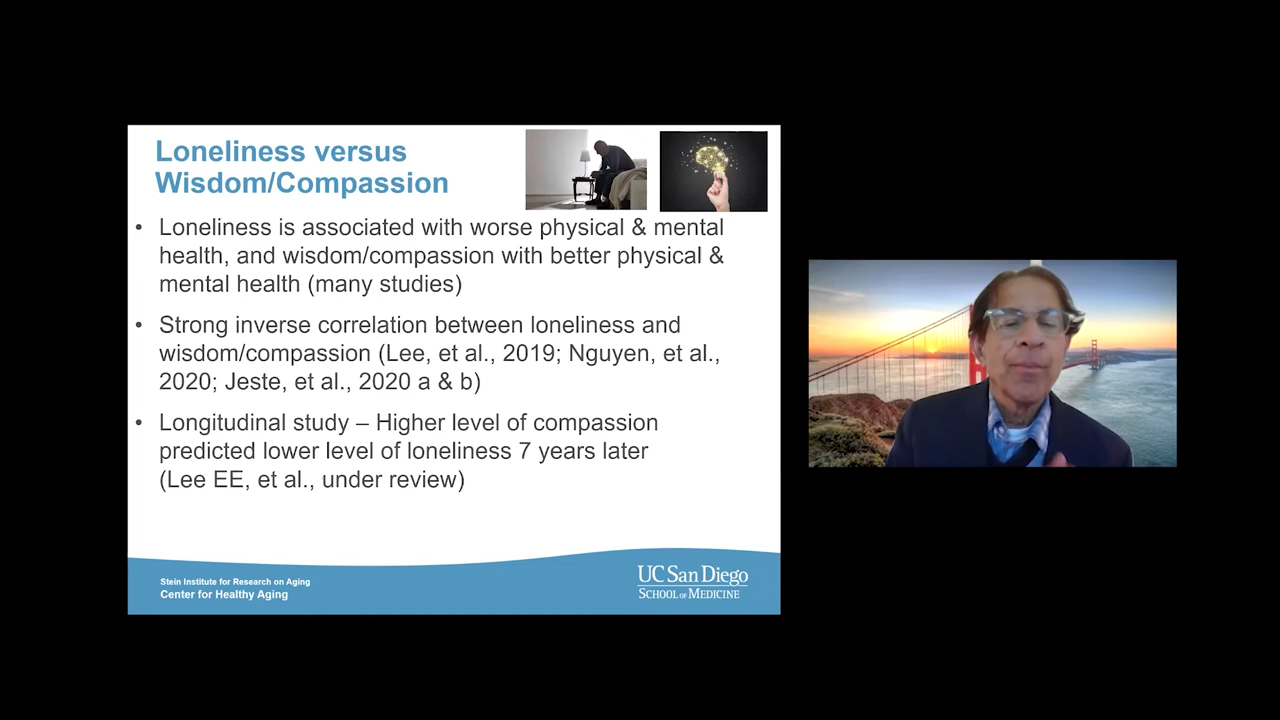 Loneliness versus
Wisdom/Compassion
• Loneliness is associated with worse physical & mental
health, and wisdom/compassion with better physical &
mental health (many studies)
• Strong inverse correlation between loneliness and
wisdom/compassion (Lee, et al., 2019; Nguyen, et al.,
2020; Jeste, et al., 2020 a & b)
• Longitudinal study – Higher level of compassion
predicted lower level of loneliness 7 years later
(Lee EE, et al., under review)
Stein Institute for Research on Aging
Center for Healthy Aging
UC San Diego
SCHOOL OF MEDICINE